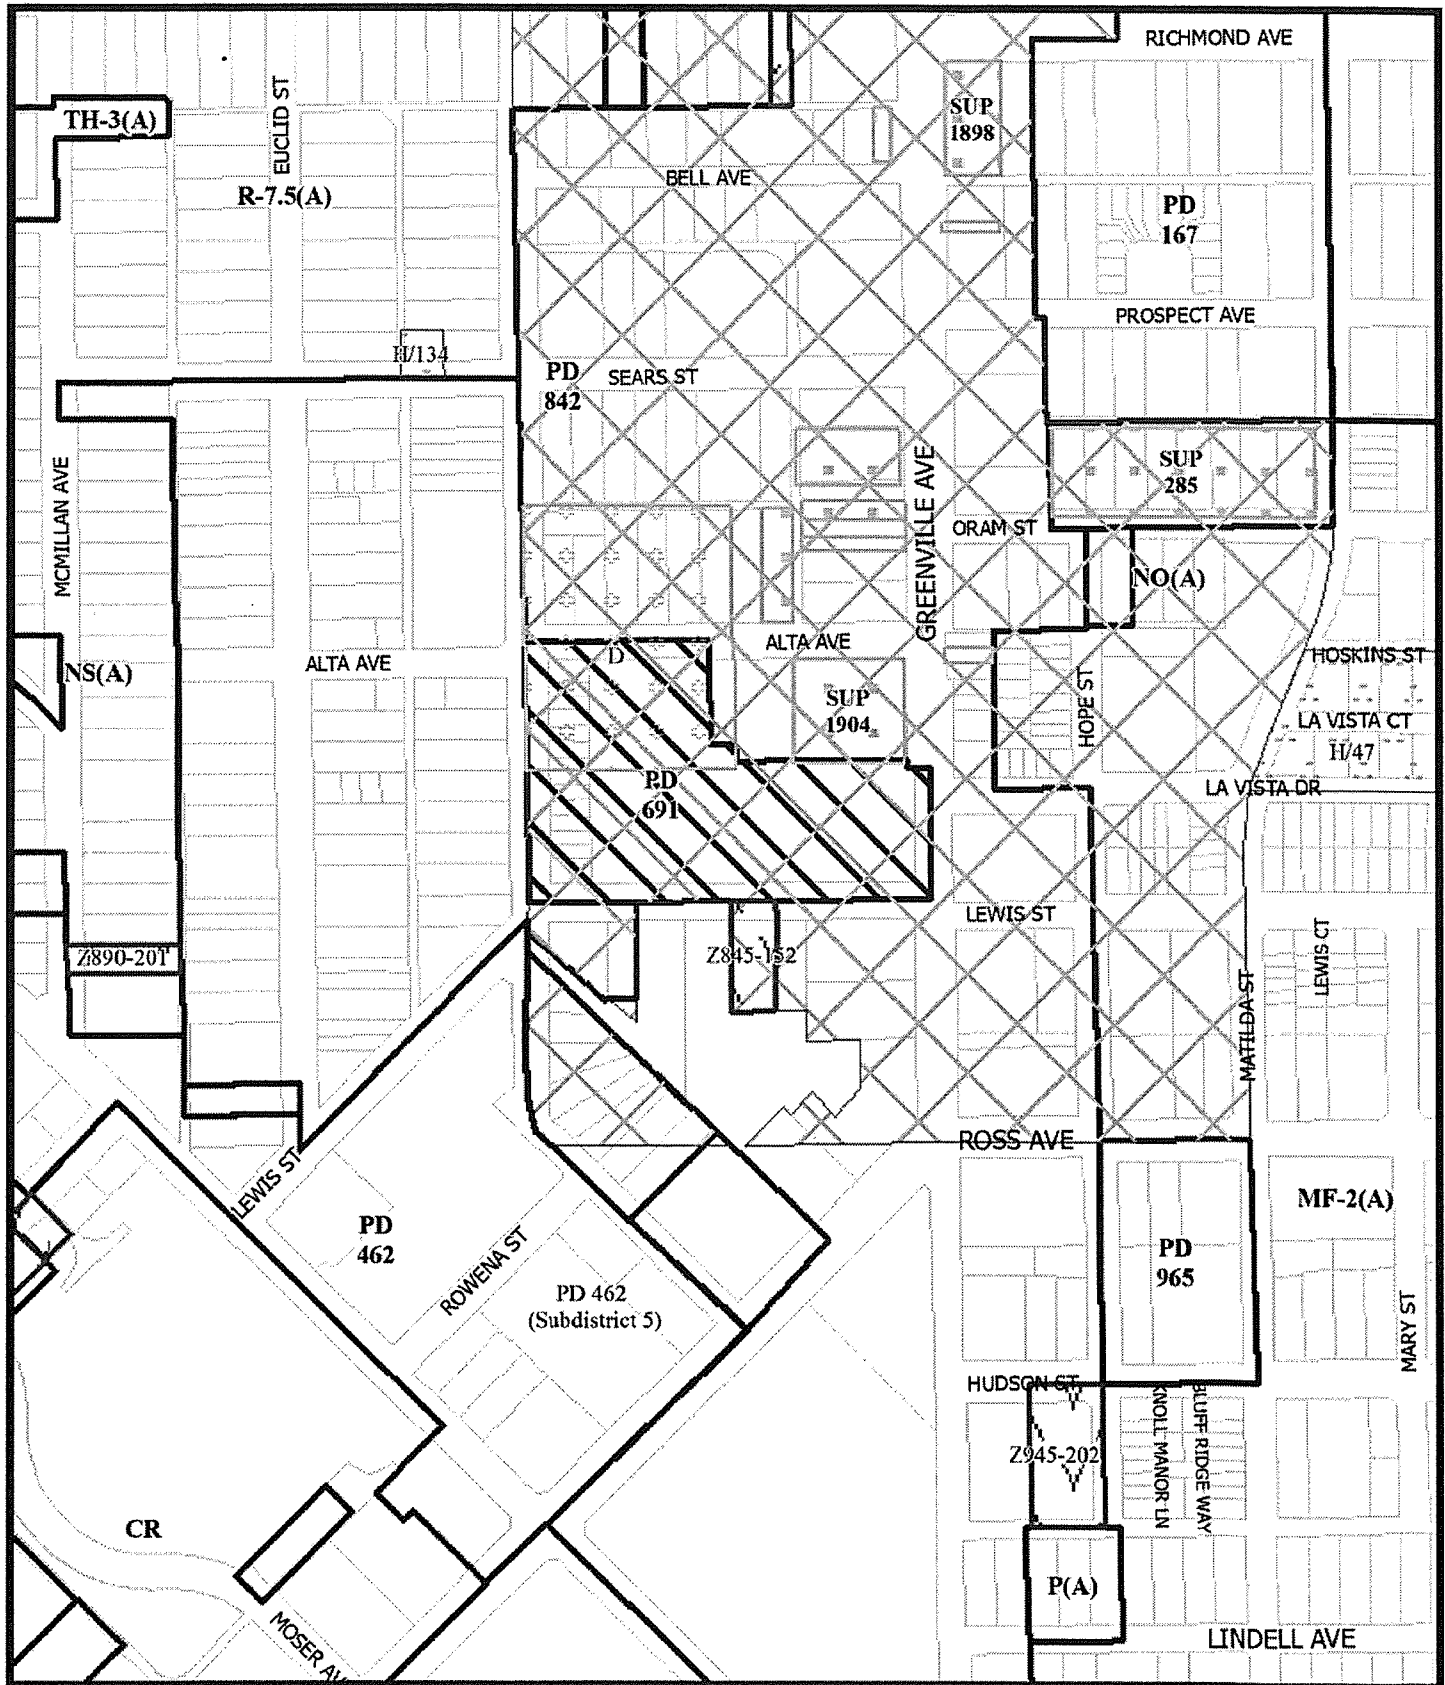 RICHMOND AVE
TH-3(A)
EUCLID ST
SUP
1898
R-7.5(A)
BELL AVE
PD
167
PROSPECT AVE
H/134
PD
842
SEARS ST
MCMILLAN AVE
GREENVILLE AVE
SUP
285
ORAM ST
NO(A)
NS(A)
ALTA AVE
D
ALTA AVE
HOSKINS ST
SUP
1904
HOPE ST
LA VISTA CT
H/47
PD
691
LA VISTA DR
LEWIS ST
Z890-201
Z845-152
MATILDA ST
LEWIS CT
ROSS AVE
LEWIS ST
PD
462
MF-2(A)
PD
965
ROWENA ST
PD 462
(Subdistrict 5)
MARY ST
HUDSON ST
Z945-202
KNOLL MANOR LN
BLUFF RIDGE WAY
CR
P(A)
MOSER AV
LINDELL AVE